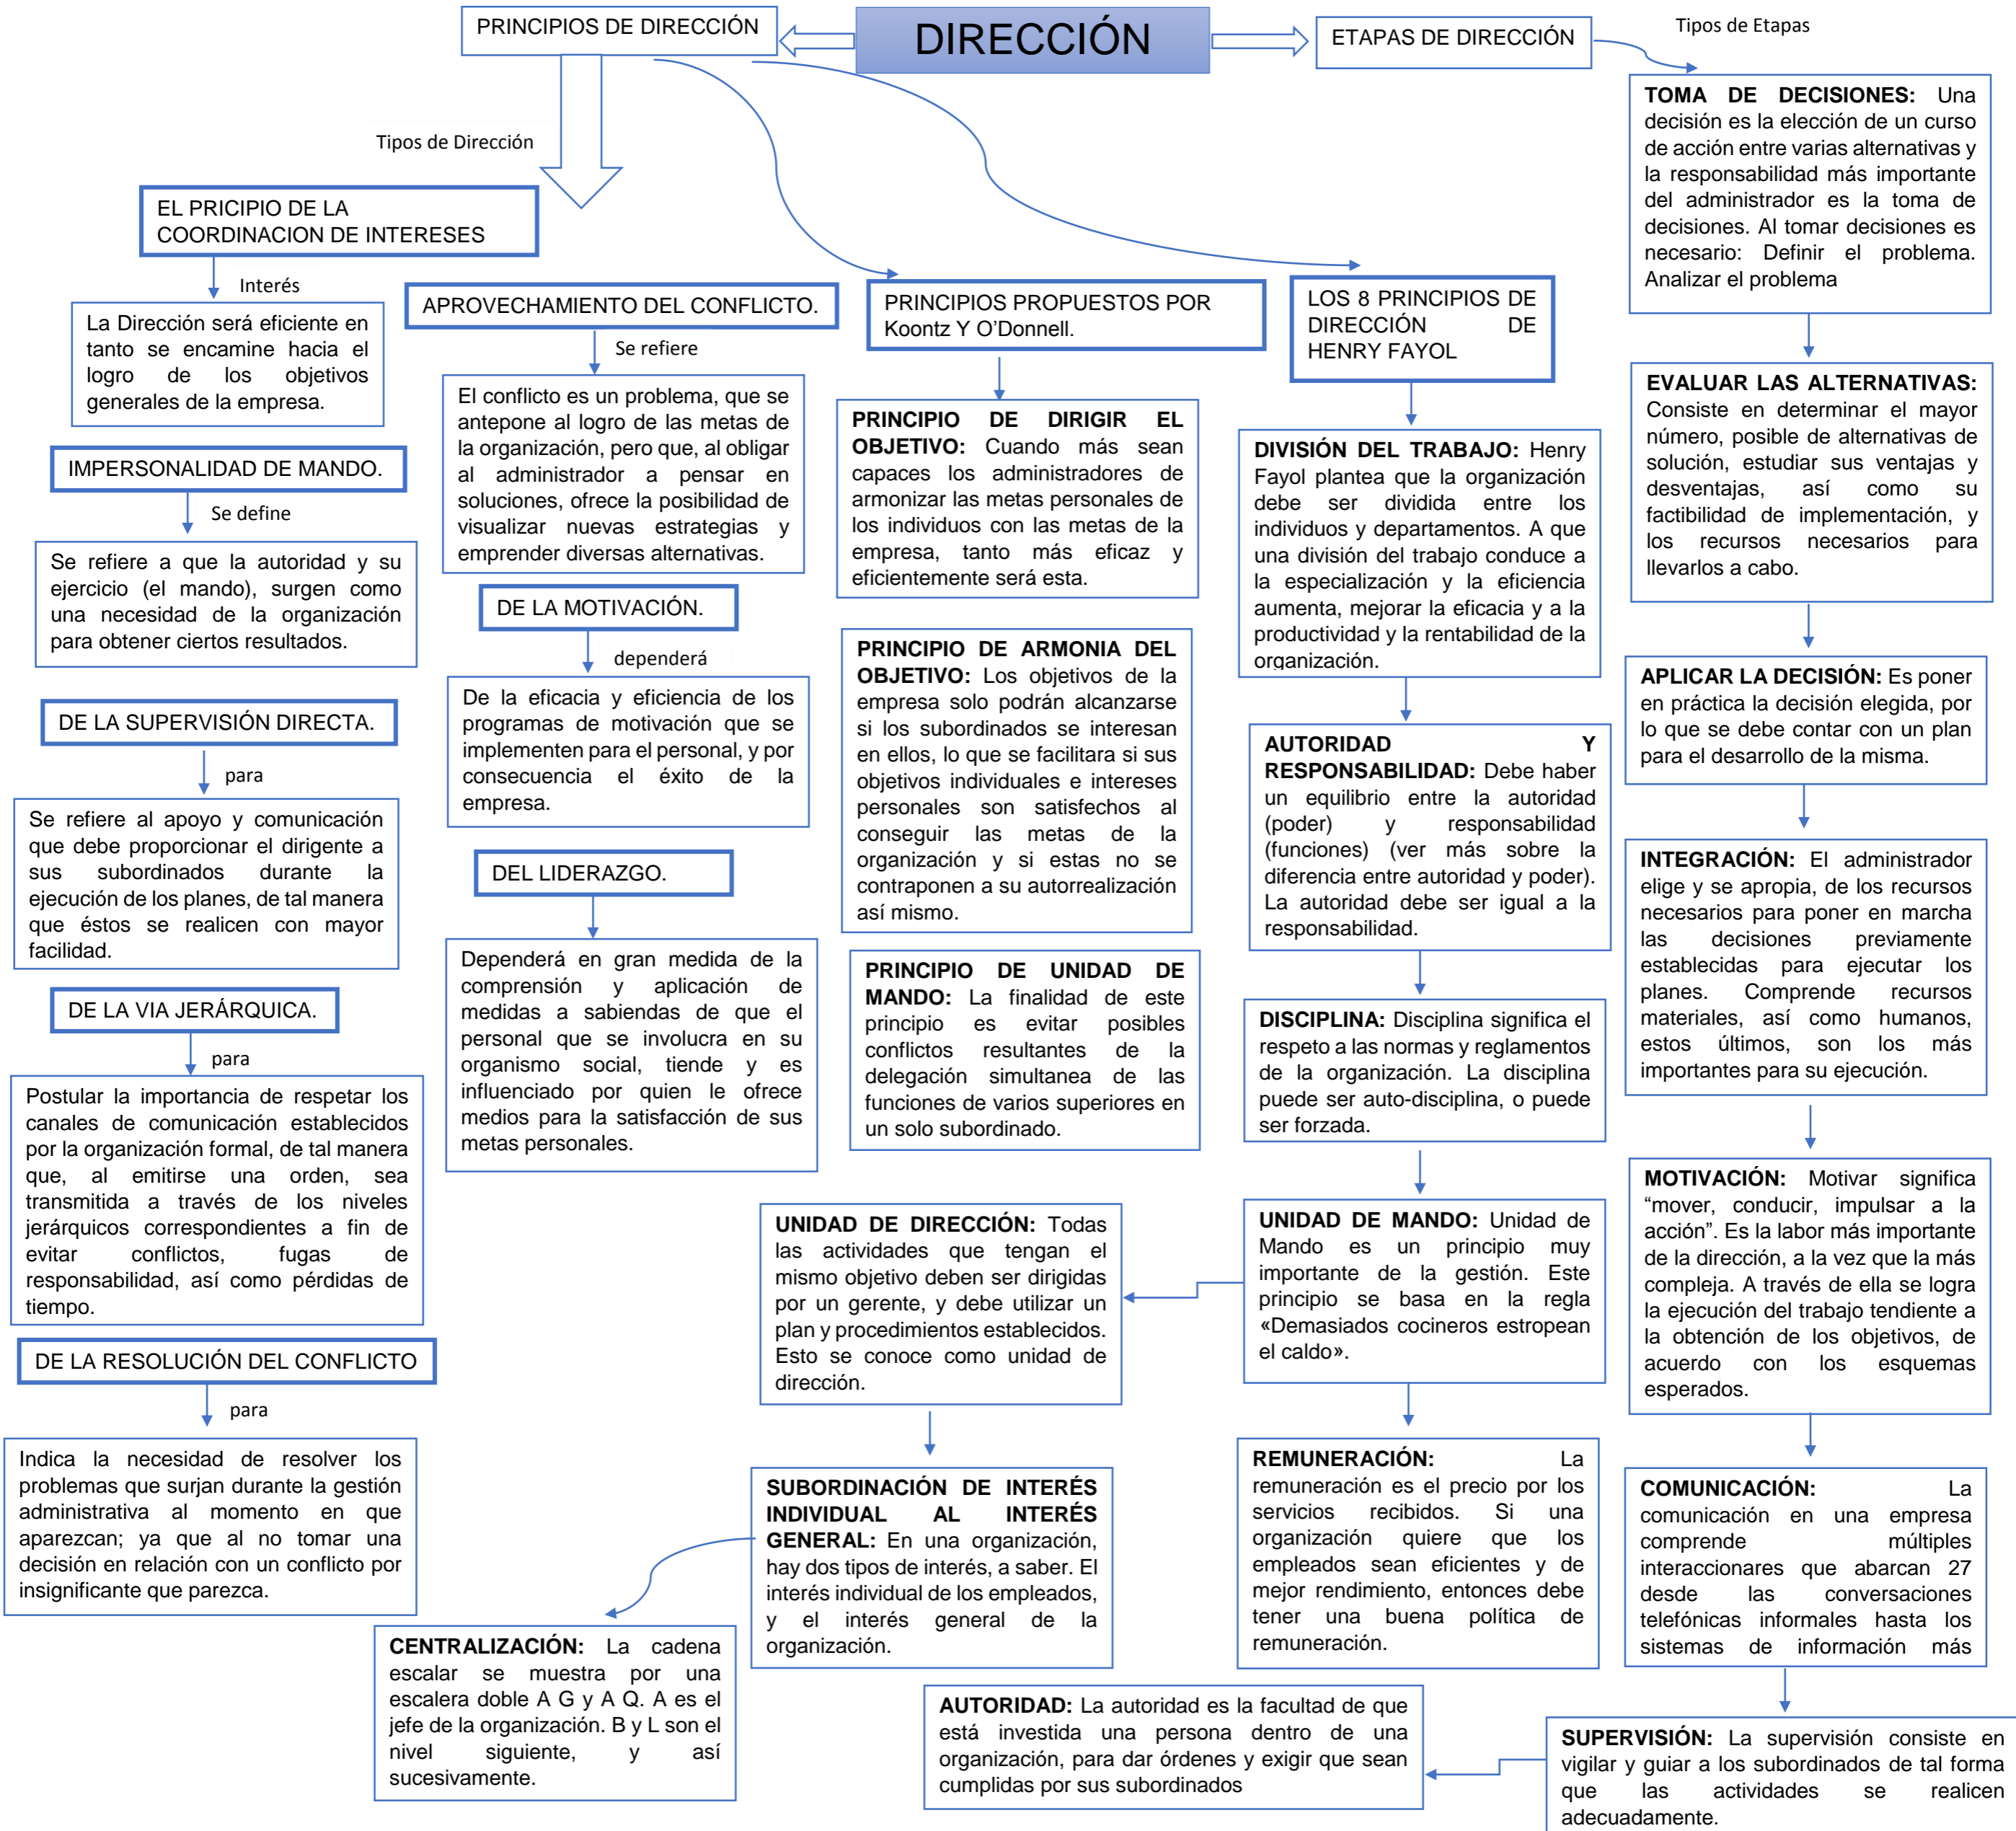 DIRECCIÓN
PRINCIPIOS DE DIRECCIÓN
Tipos de Dirección
EL PRICIPIO DE LA
COORDINACION DE INTERESES
Interés
La Dirección será eficiente en
tanto se encamine hacia el
logro de los objetivos
generales de la empresa.
IMPERSONALIDAD DE MANDO.
Se define
Se refiere a que la autoridad y su
ejercicio (el mando), surgen como
una necesidad de la organización
para obtener ciertos resultados.
DE LA SUPERVISIÓN DIRECTA.
para
Se refiere al apoyo y comunicación
que debe proporcionar el dirigente a
sus subordinados durante la
ejecución de los planes, de tal manera
que éstos se realicen con mayor
facilidad.
DE LA VIA JERÁRQUICA.
para
Postular la importancia de respetar los
canales de comunicación establecidos
por la organización formal, de tal manera
que, al emitirse una orden, sea
transmitida a través de los niveles
jerárquicos correspondientes a fin de
evitar conflictos, fugas de
responsabilidad, así como pérdidas de
tiempo.
DE LA RESOLUCIÓN DEL CONFLICTO
para
Indica la necesidad de resolver los
problemas que surjan durante la gestión
administrativa al momento en que
aparezcan; ya que al no tomar una
decisión en relación con un conflicto por
insignificante que parezca.
APROVECHAMIENTO DEL CONFLICTO.
Se refiere
El conflicto es un problema, que se
antepone al logro de las metas de
la organización, pero que, al obligar
al administrador a pensar en
soluciones, ofrece la posibilidad de
visualizar nuevas estrategias y
emprender diversas alternativas.
DE LA MOTIVACIÓN.
dependerá
De la eficacia y eficiencia de los
programas de motivación que se
implementen para el personal, y por
consecuencia el éxito de la
empresa.
DEL LIDERAZGO.
Dependerá en gran medida de la
comprensión y aplicación de
medidas a sabiendas de que el
personal que se involucra en su
organismo social, tiende y es
influenciado por quien le ofrece
medios para la satisfacción de sus
metas personales.
PRINCIPIOS PROPUESTOS POR
Koontz Y O’Donnell.
PRINCIPIO DE DIRIGIR EL
OBJETIVO: Cuando más sean
capaces los administradores de
armonizar las metas personales de
los individuos con las metas de la
empresa, tanto más eficaz y
eficientemente será esta.
PRINCIPIO DE ARMONIA DEL
OBJETIVO: Los objetivos de la
empresa solo podrán alcanzarse
si los subordinados se interesan
en ellos, lo que se facilitara si sus
objetivos individuales e intereses
personales son satisfechos al
conseguir las metas de la
organización y si estas no se
contraponen a su autorrealización
así mismo.
PRINCIPIO DE UNIDAD DE
MANDO: La finalidad de este
principio es evitar posibles
conflictos resultantes de la
delegación simultanea de las
funciones de varios superiores en
un solo subordinado.
LOS 8 PRINCIPIOS DE
DIRECCIÓN DE
HENRY FAYOL
DIVISIÓN DEL TRABAJO: Henry
Fayol plantea que la organización
debe ser dividida entre los
individuos y departamentos. A que
una división del trabajo conduce a
la especialización y la eficiencia
aumenta, mejorar la eficacia y a la
productividad y la rentabilidad de la
organización.
AUTORIDAD Y
RESPONSABILIDAD: Debe haber
un equilibrio entre la autoridad
(poder) y responsabilidad
(funciones) (ver más sobre la
diferencia entre autoridad y poder).
La autoridad debe ser igual a la
responsabilidad.
DISCIPLINA: Disciplina significa el
respeto a las normas y reglamentos
de la organización. La disciplina
puede ser auto-disciplina, o puede
ser forzada.
UNIDAD DE MANDO: Unidad de
Mando es un principio muy
importante de la gestión. Este
principio se basa en la regla
«Demasiados cocineros estropean
el caldo».
REMUNERACIÓN: La
remuneración es el precio por los
servicios recibidos. Si una
organización quiere que los
empleados sean eficientes y de
mejor rendimiento, entonces debe
tener una buena política de
remuneración.
UNIDAD DE DIRECCIÓN: Todas
las actividades que tengan el
mismo objetivo deben ser dirigidas
por un gerente, y debe utilizar un
plan y procedimientos establecidos.
Esto se conoce como unidad de
dirección.
SUBORDINACIÓN DE INTERÉS
INDIVIDUAL AL INTERÉS
GENERAL: En una organización,
hay dos tipos de interés, a saber. El
interés individual de los empleados,
y el interés general de la
organización.
CENTRALIZACIÓN: La cadena
escalar se muestra por una
escalera doble A G y A Q. A es el
jefe de la organización. B y L son el
nivel siguiente, y así
sucesivamente.
ETAPAS DE DIRECCIÓN
Tipos de Etapas
TOMA DE DECISIONES: Una
decisión es la elección de un curso
de acción entre varias alternativas y
la responsabilidad más importante
del administrador es la toma de
decisiones. Al tomar decisiones es
necesario: Definir el problema.
Analizar el problema
EVALUAR LAS ALTERNATIVAS:
Consiste en determinar el mayor
número, posible de alternativas de
solución, estudiar sus ventajas y
desventajas, así como su
factibilidad de implementación, y
los recursos necesarios para
llevarlos a cabo.
APLICAR LA DECISIÓN: Es poner
en práctica la decisión elegida, por
lo que se debe contar con un plan
para el desarrollo de la misma.
INTEGRACIÓN: El administrador
elige y se apropia, de los recursos
necesarios para poner en marcha
las decisiones previamente
establecidas para ejecutar los
planes. Comprende recursos
materiales, así como humanos,
estos últimos, son los más
importantes para su ejecución.
MOTIVACIÓN: Motivar significa
“mover, conducir, impulsar a la
acción”. Es la labor más importante
de la dirección, a la vez que la más
compleja. A través de ella se logra
la ejecución del trabajo tendiente a
la obtención de los objetivos, de
acuerdo con los esquemas
esperados.
COMUNICACIÓN: La
comunicación en una empresa
comprende múltiples
interaccionares que abarcan 27
desde las conversaciones
telefónicas informales hasta los
sistemas de información más
SUPERVISIÓN: La supervisión consiste en
vigilar y guiar a los subordinados de tal forma
que las actividades se realicen
adecuadamente.
AUTORIDAD: La autoridad es la facultad de que
está investida una persona dentro de una
organización, para dar órdenes y exigir que sean
cumplidas por sus subordinados